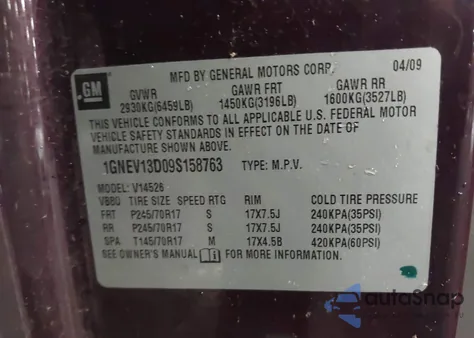 MFD BY GENERAL MOTORS CORP. 04/09
GM GVWR GAWR FRT GAWR RR
2930KG(6459LB) 1450KG(3196LB) 1600KG(3527LB)
THIS VEHICLE CONFORMS TO ALL APPLICABLE U.S. FEDERAL MOTOR
VEHICLE SAFETY STANDARDS IN EFFECT ON THE DATE OF
MANUFACTURE SHOWN ABOVE.
1GNEV13D09S158763 TYPE: M.P.V.
MODEL: V14526
VBBO TIRE SIZE SPEED RTG RIM COLD TIRE PRESSURE
FRT P245/70R17 S 17X7.5J 240KPA(35PSI)
RR P245/70R17 S 17X7.5J 240KPA(35PSI)
SPA T145/70R17 M 17X4.5B 420KPA(60PSI)
SEE OWNER'S MANUAL FOR MORE INFORMATION.
autoSnap